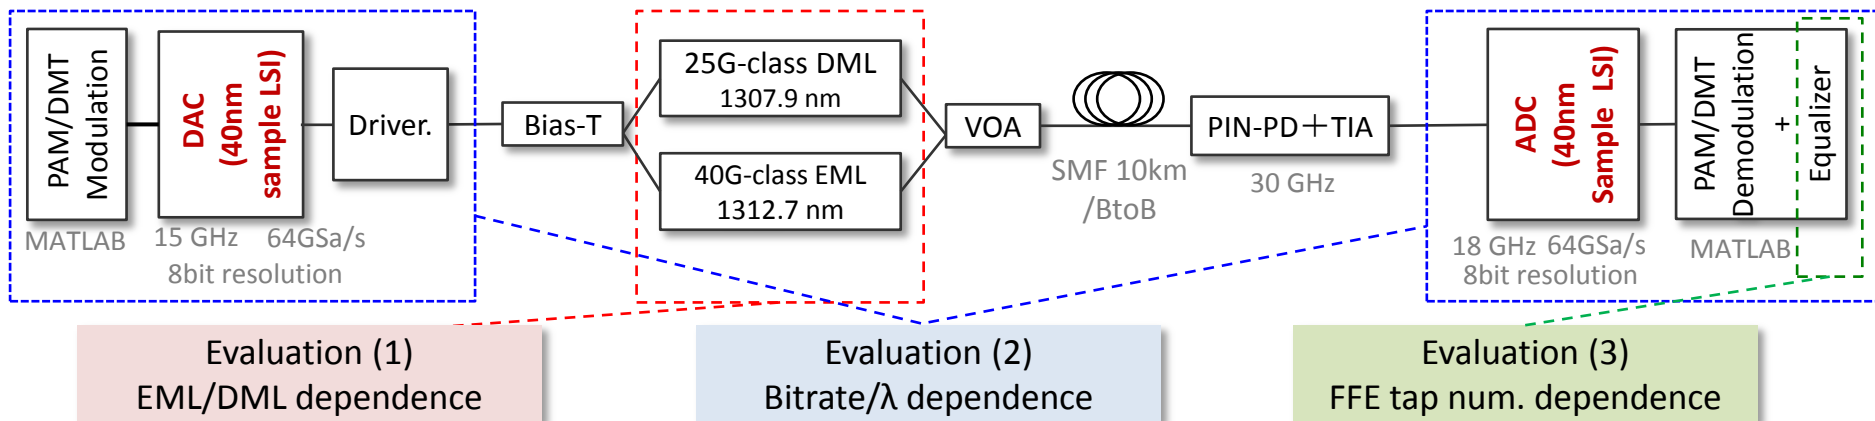 PAM/DMT
Modulation
MATLAB
DAC
(40nm
sample LSI)
15 GHz 64GSa/s
8bit resolution
Driver.
Bias-T
25G-class DML
1307.9 nm
40G-class EML
1312.7 nm
VOA
SMF 10km
/BtoB
PIN-PD+TIA
30 GHz
ADC
(40nm
Sample LSI)
18 GHz 64GSa/s
8bit resolution
PAM/DMT
Demodulation
+
Equalizer
MATLAB
Evaluation (1)
EML/DML dependence
Evaluation (2)
Bitrate/λ dependence
Evaluation (3)
FFE tap num. dependence